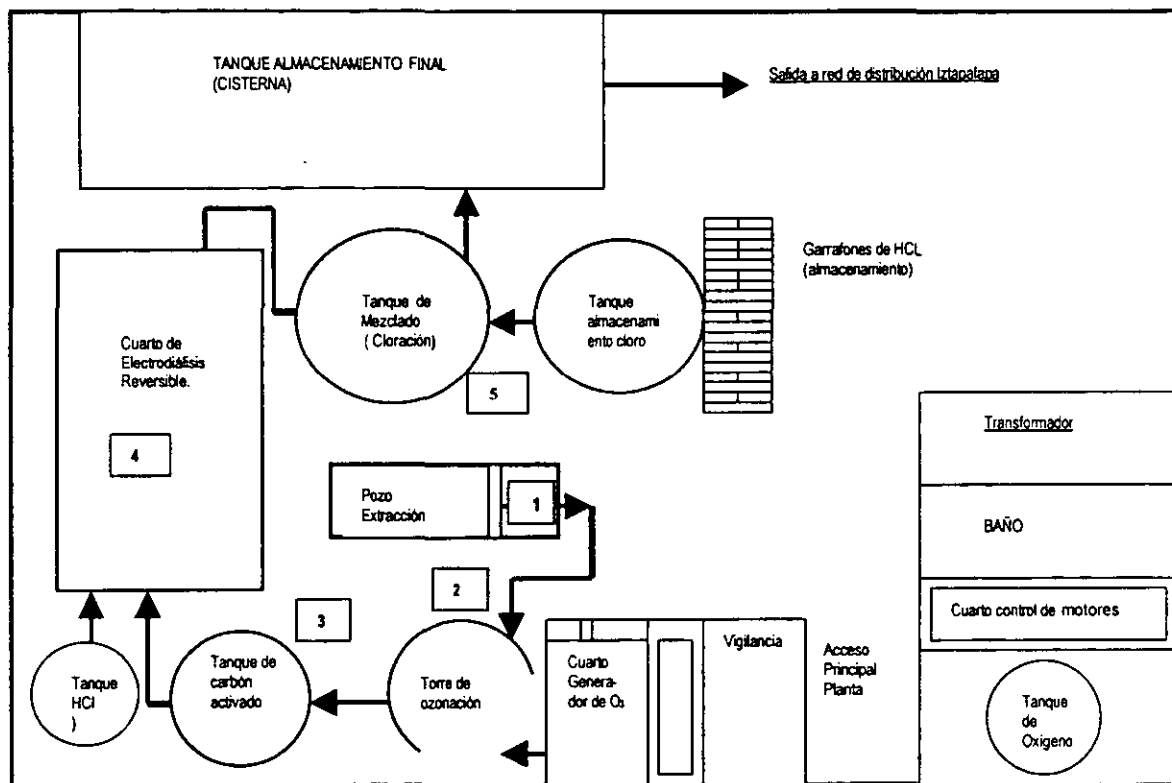 TANQUE ALMACENAMIENTO FINAL
(CISTERNA)
Salida a red de distribución Iztapalapa
Garrafones de HCL
(almacenamiento)
Tanque de
Mezclado
( Cloración)
Tanque
almacenami
ento cloro
Cuarto de
Electrodiálisis
Reversible.
5
4
Transformador
Pozo
Extracción
1
BAÑO
2
3
Cuarto control de motores
Tanque
HCl
)
Tanque de
carbón
activado
Torre de
ozonación
Cuarto
Genera-
dor de O₃
Vigilancia
Acceso
Principal
Planta
Tanque
de
Oxigeno